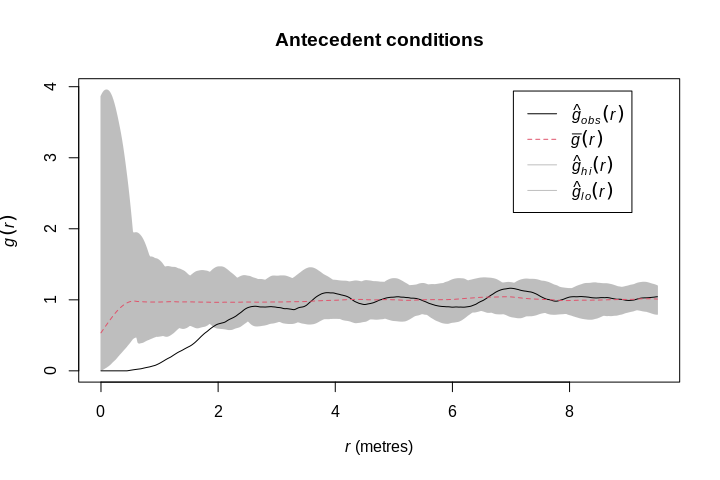 Antecedent conditions
g(r)
4
3
2
1
0
ĝobs(r)
g̅(r)
ĝhi(r)
ĝlo(r)
0 2 4 6 8
r (metres)